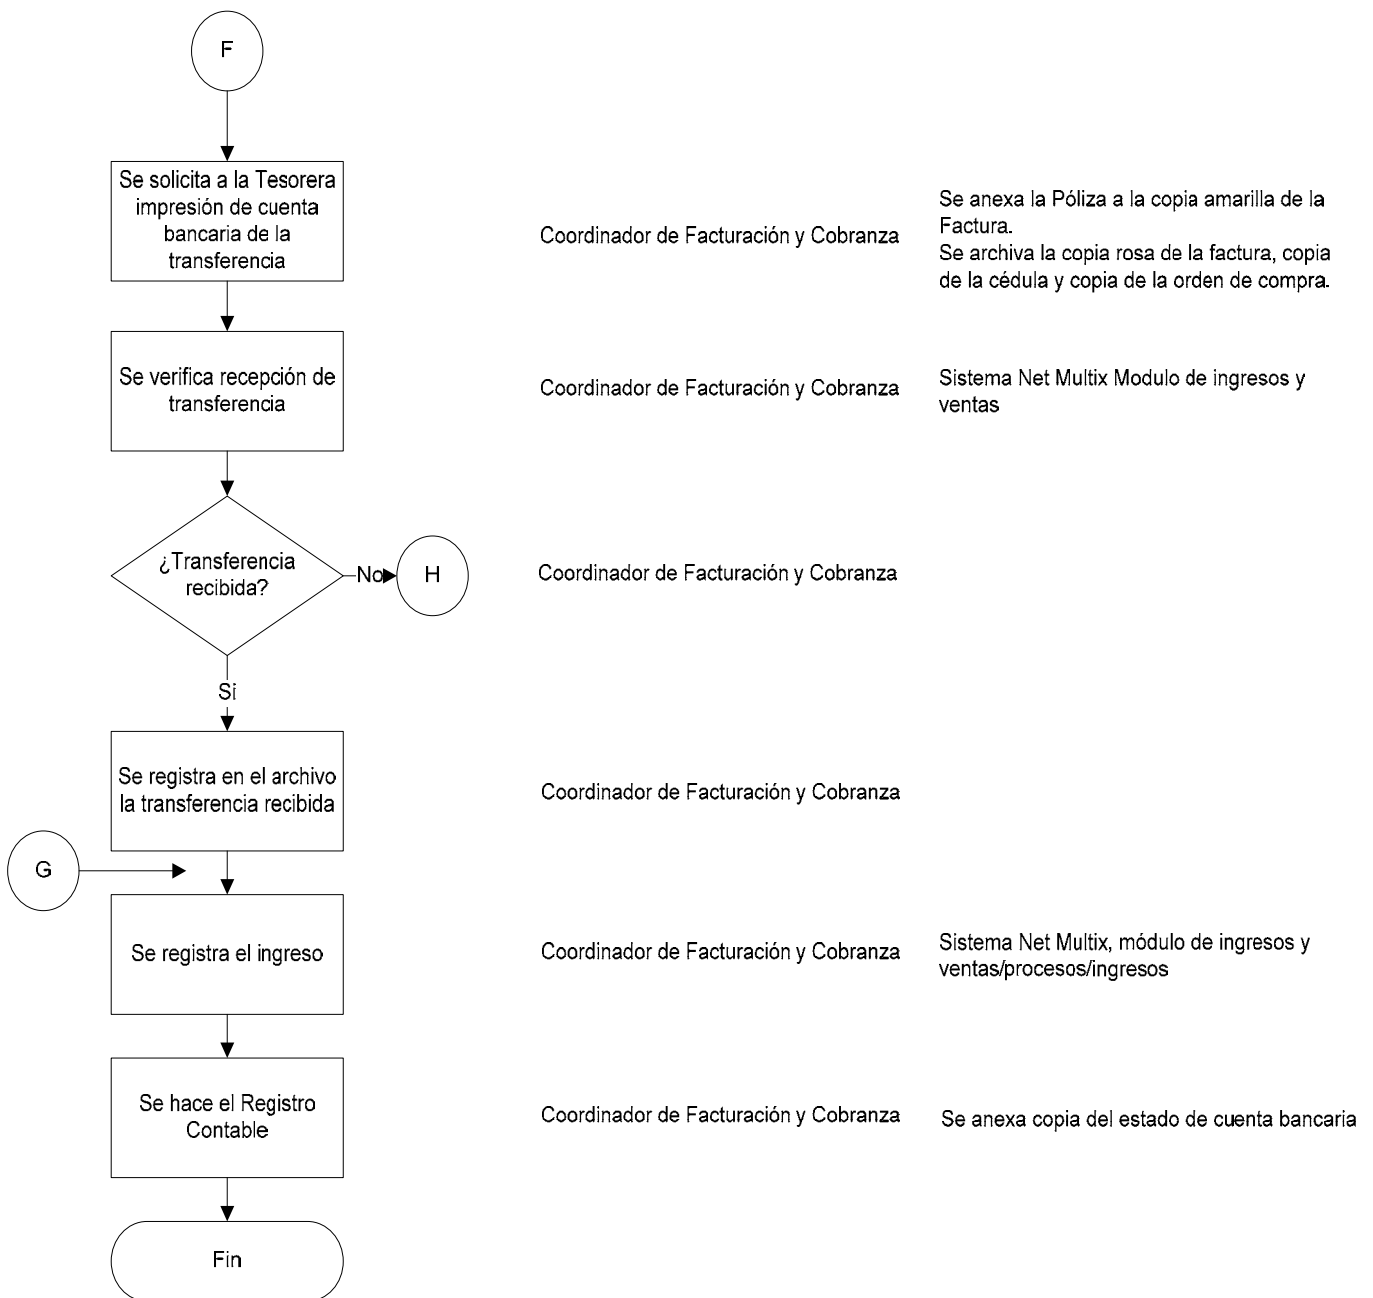 F
Se solicita a la Tesorera
impresión de cuenta
bancaria de la
transferencia
Coordinador de Facturación y Cobranza
Se anexa la Póliza a la copia amarilla de la
Factura.
Se archiva la copia rosa de la factura, copia
de la cédula y copia de la orden de compra.
Se verifica recepción de
transferencia
Coordinador de Facturación y Cobranza
Sistema Net Multix Modulo de ingresos y
ventas
¿Transferencia
recibida?
No
H
Coordinador de Facturación y Cobranza
Si
Se registra en el archivo
la transferencia recibida
Coordinador de Facturación y Cobranza
G
Se registra el ingreso
Coordinador de Facturación y Cobranza
Sistema Net Multix, módulo de ingresos y
ventas/procesos/ingresos
Se hace el Registro
Contable
Coordinador de Facturación y Cobranza
Se anexa copia del estado de cuenta bancaria
Fin